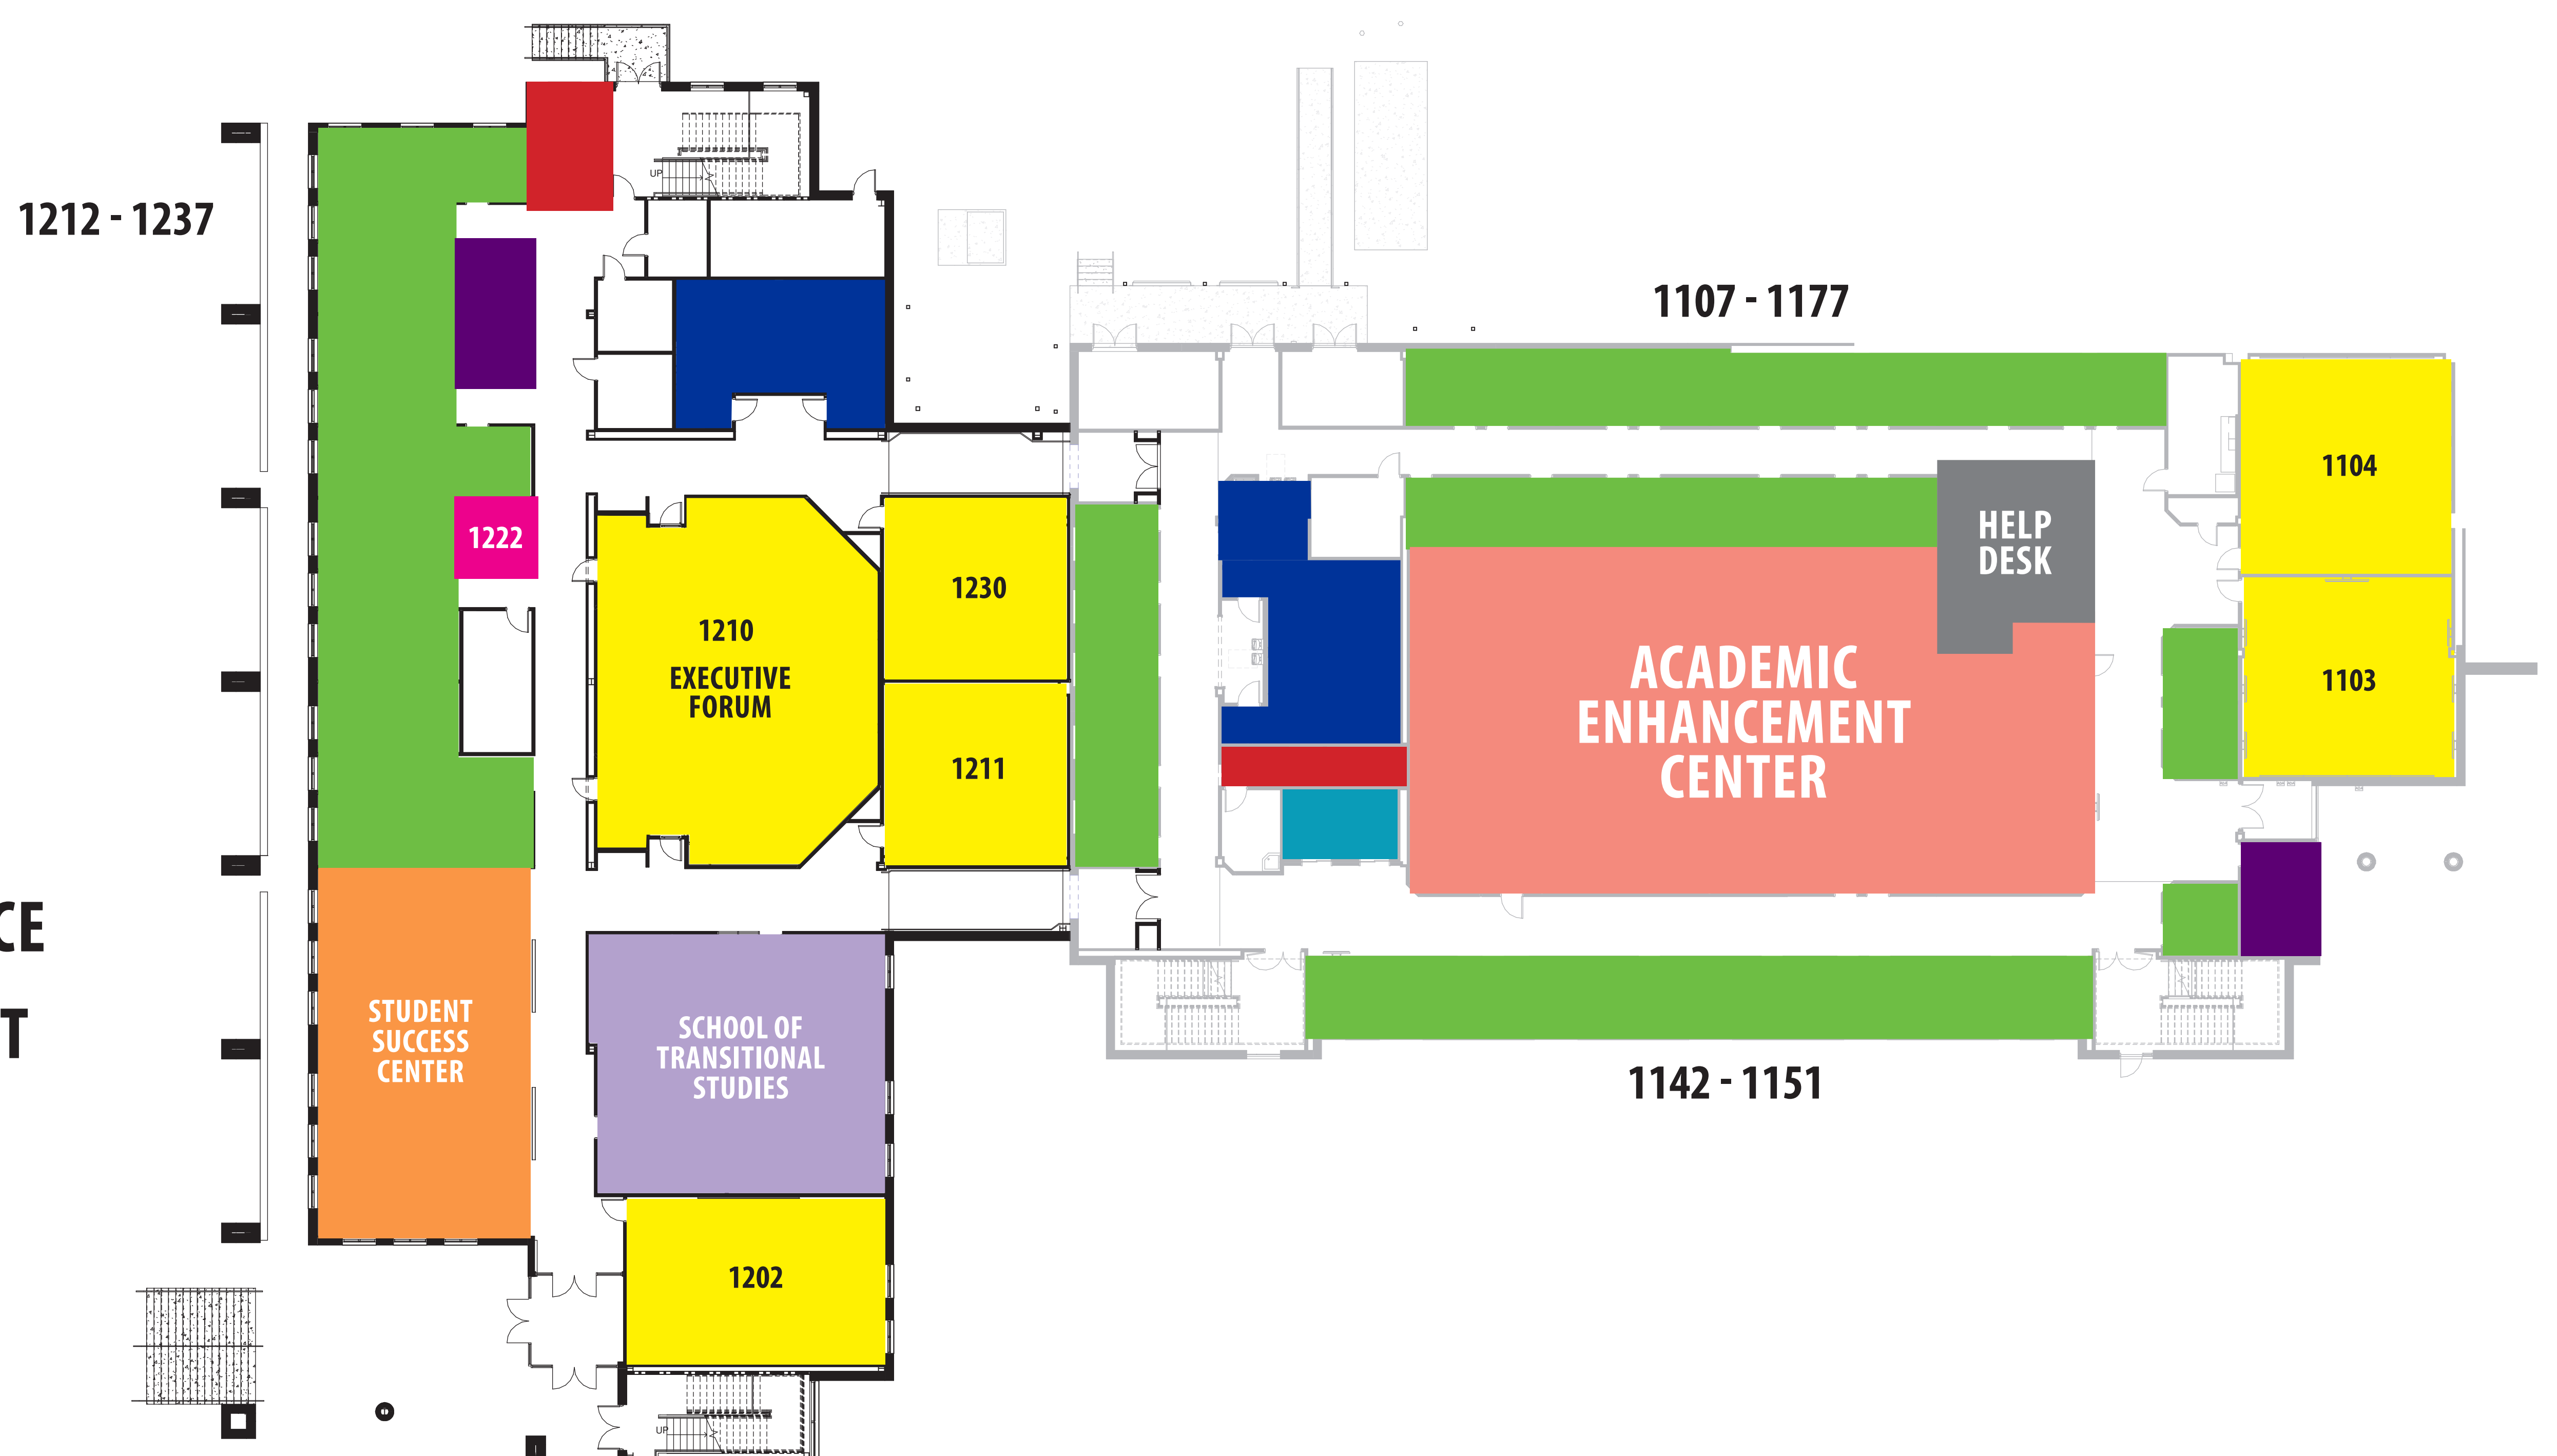 UP
1212 - 1237
1107 - 1177
1104
HELP
DESK
1222
1230
1210
EXECUTIVE
FORUM
ACADEMIC
ENHANCEMENT
CENTER
1103
1211
CE
STUDENT
SUCCESS
CENTER
T
SCHOOL OF
TRANSITIONAL
STUDIES
1142 - 1151
1202
UP